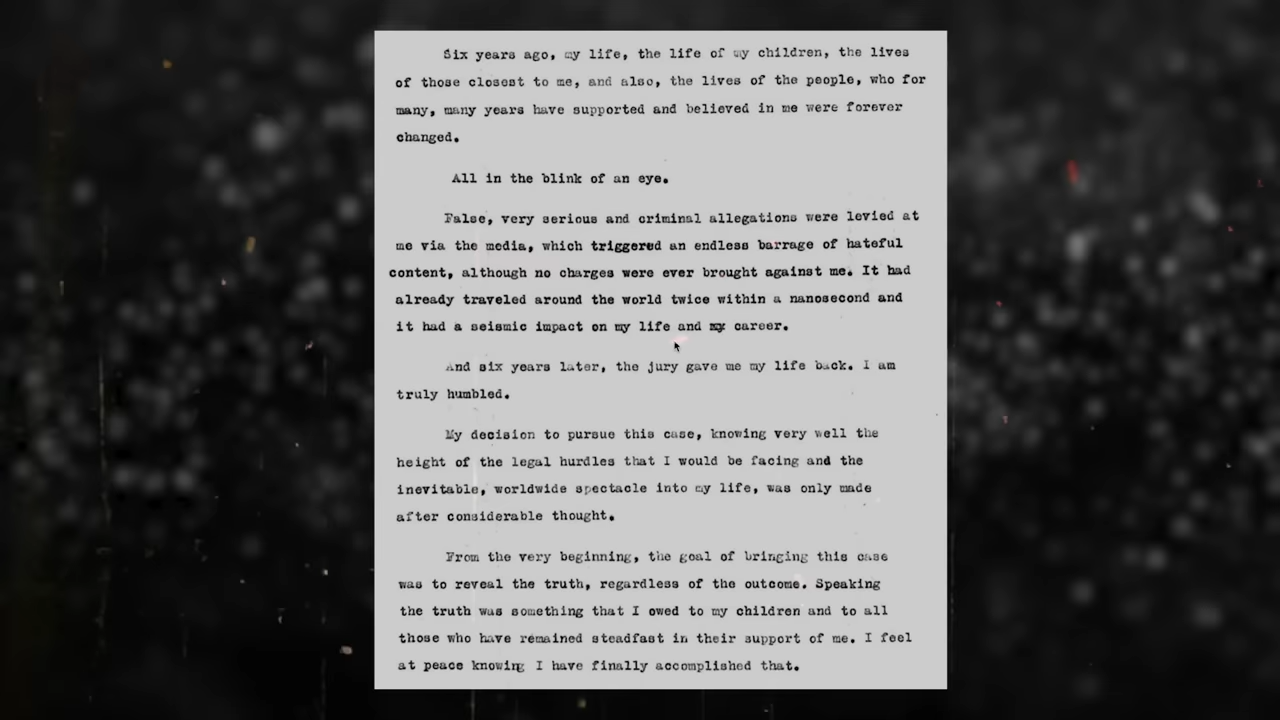 Six years ago, my life, the life of my children, the lives
of those closest to me, and also, the lives of the people, who for
many, many years have supported and believed in me were forever
changed.
All in the blink of an eye.
False, very serious and criminal allegations were levied at
me via the media, which triggered an endless barrage of hateful
content, although no charges were ever brought against me. It had
already traveled around the world twice within a nanosecond and
it had a seismic impact on my life and my career.
And six years later, the jury gave me my life back. I am
truly humbled.
My decision to pursue this case, knowing very well the
height of the legal hurdles that I would be facing and the
inevitable, worldwide spectacle into my life, was only made
after considerable thought.
From the very beginning, the goal of bringing this case
was to reveal the truth, regardless of the outcome. Speaking
the truth was something that I owed to my children and to all
those who have remained steadfast in their support of me. I feel
at peace knowing I have finally accomplished that.